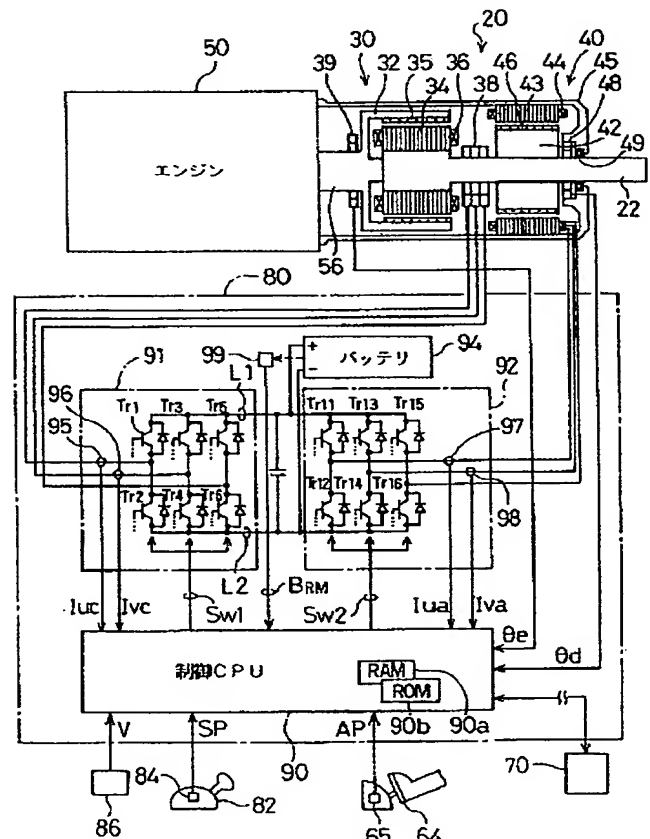 20
50
30
40
39
32
35
36
46
43
44
45
34
38
48
42
49
エンジン
22
56
80
91
99
+
バッテリ
94
-
92
L1
96
95
Tr1
Tr3
Tr5
Tr11
Tr13
Tr15
97
Tr2
Tr4
Tr6
Tr12
Tr14
Tr16
98
L2
BRM
Iuc
Ivc
Sw1
Sw2
Iua
Iva
θe
θd
制御CPU
RAM
ROM
V
SP
AP
90
90b
90a
70
84
82
86
65
64